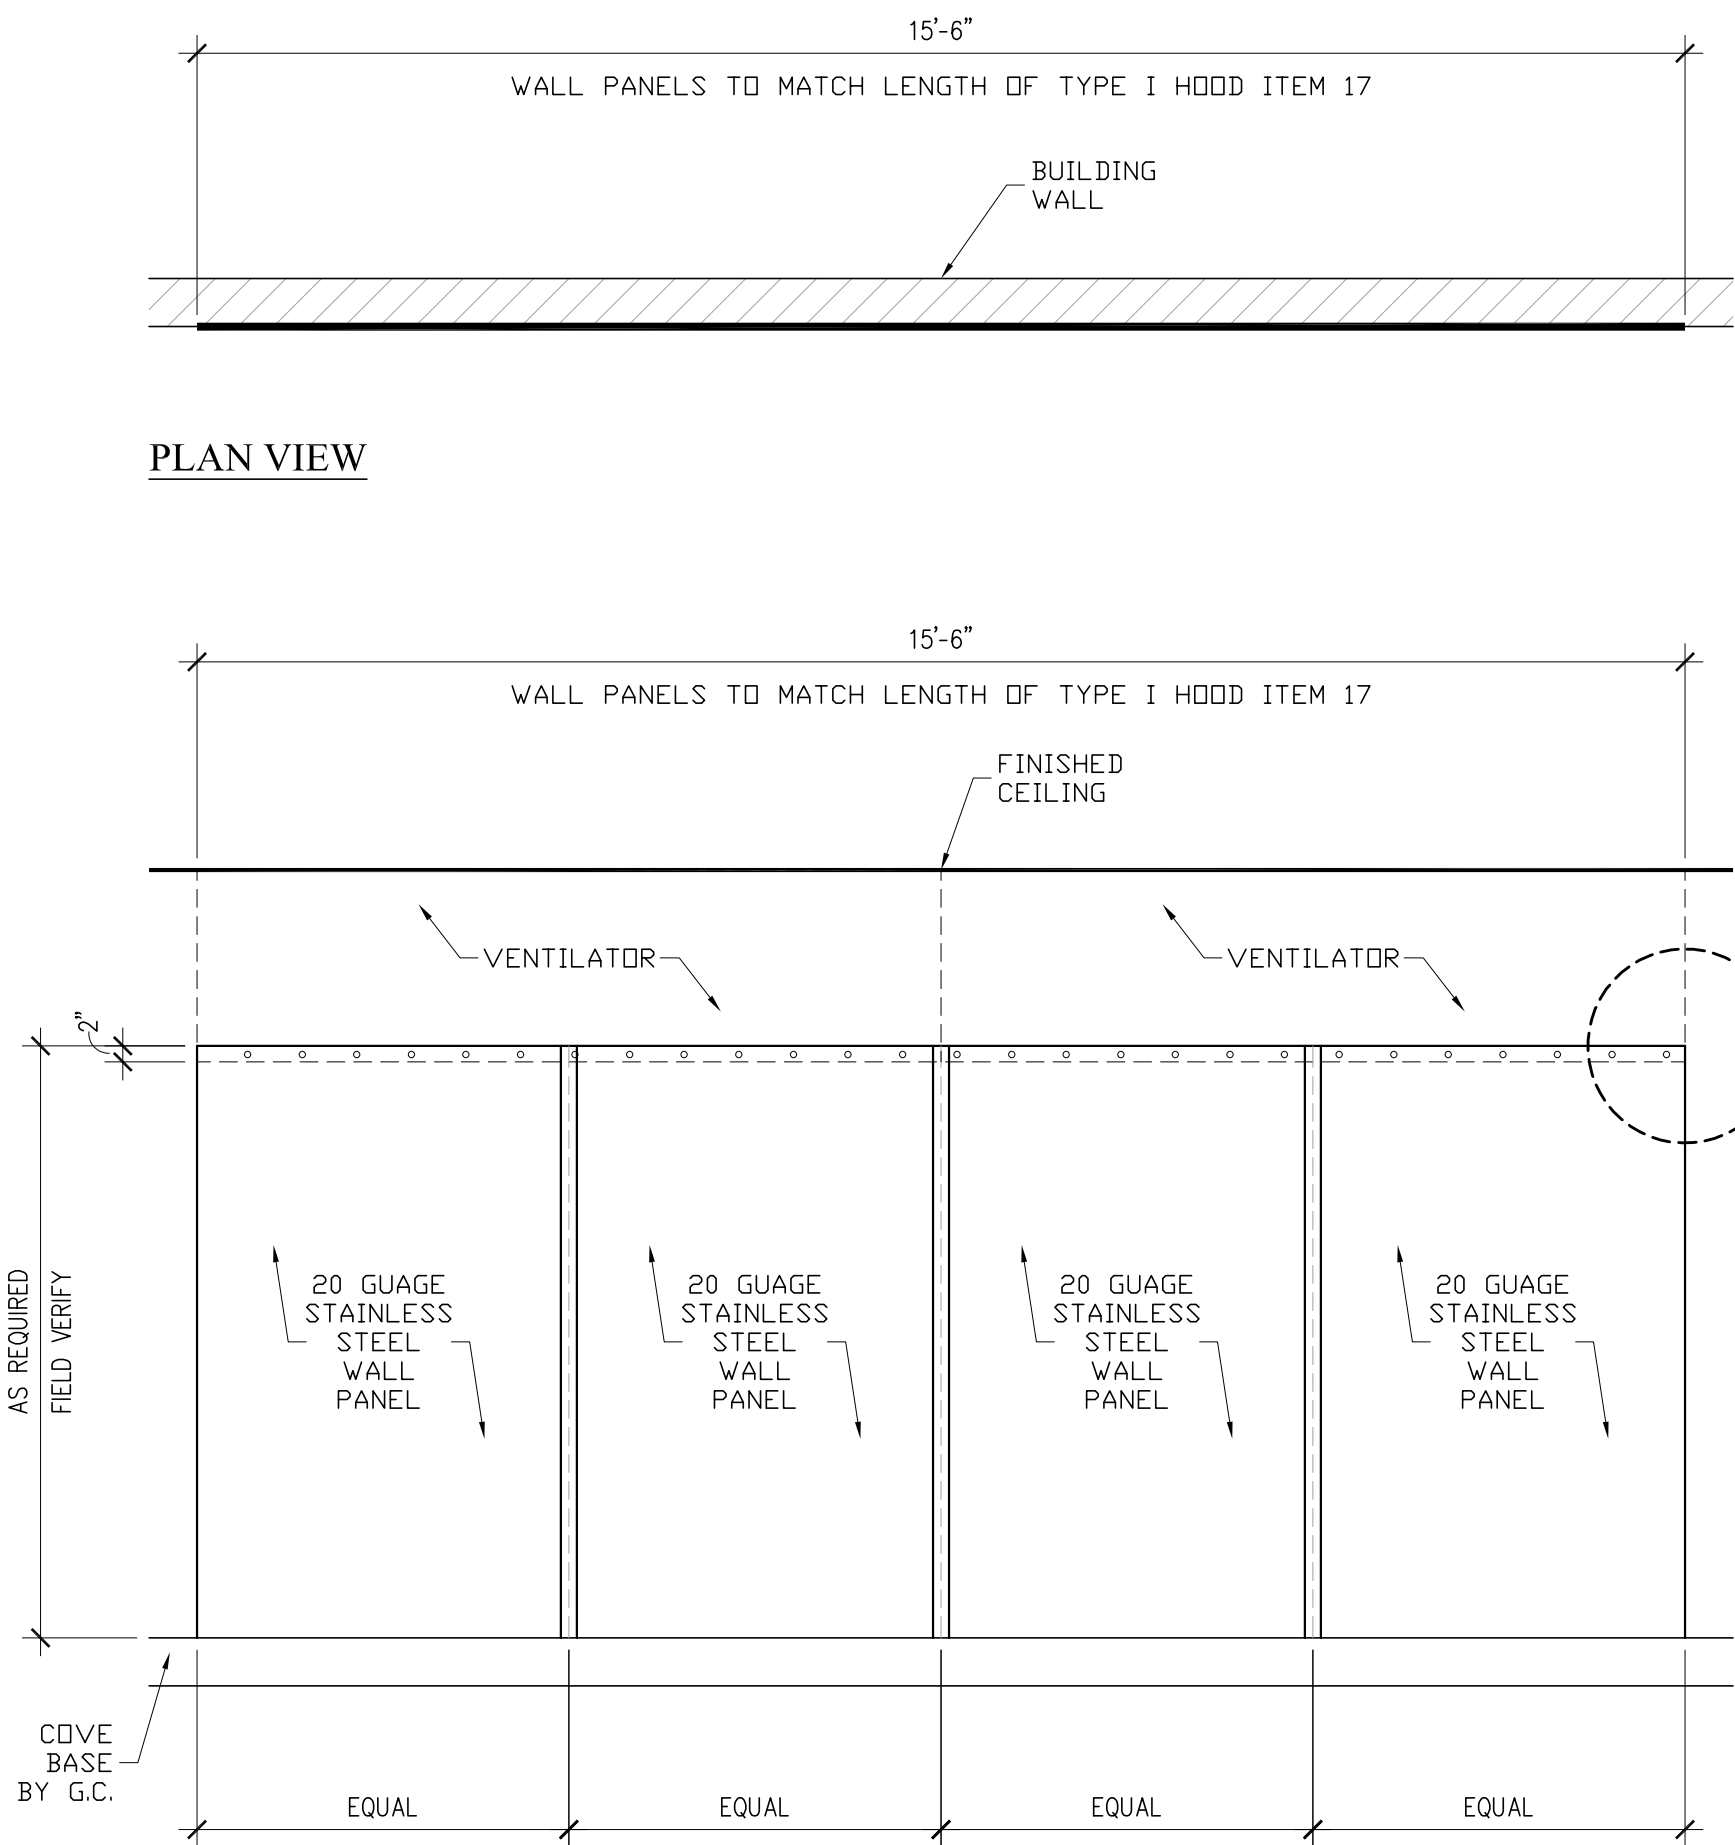 15'-6"
WALL PANELS TO MATCH LENGTH OF TYPE I HOOD ITEM 17
BUILDING
WALL
PLAN VIEW
15'-6"
WALL PANELS TO MATCH LENGTH OF TYPE I HOOD ITEM 17
FINISHED
CEILING
VENTILATOR
VENTILATOR
2"
AS REQUIRED
FIELD VERIFY
20 GUAGE
STAINLESS
STEEL
WALL
PANEL
20 GUAGE
STAINLESS
STEEL
WALL
PANEL
20 GUAGE
STAINLESS
STEEL
WALL
PANEL
20 GUAGE
STAINLESS
STEEL
WALL
PANEL
COVE
BASE
BY G.C.
EQUAL
EQUAL
EQUAL
EQUAL